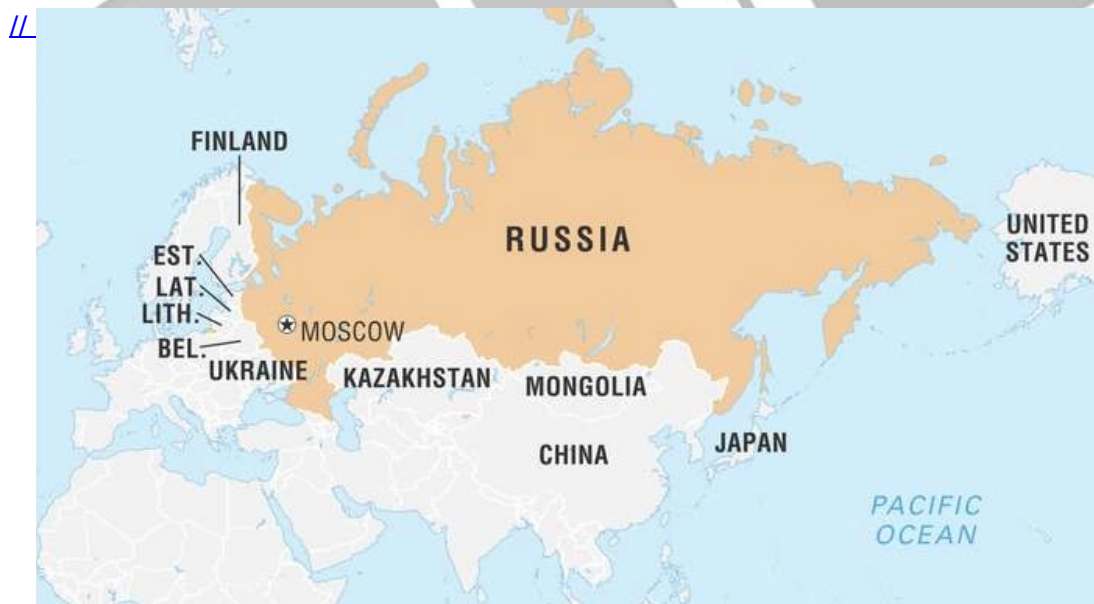 //
FINLAND
RUSSIA
UNITED
STATES
EST.
LAT.
LITH.
MOSCOW
BEL.
UKRAINE
KAZAKHSTAN
MONGOLIA
CHINA
JAPAN
PACIFIC
OCEAN